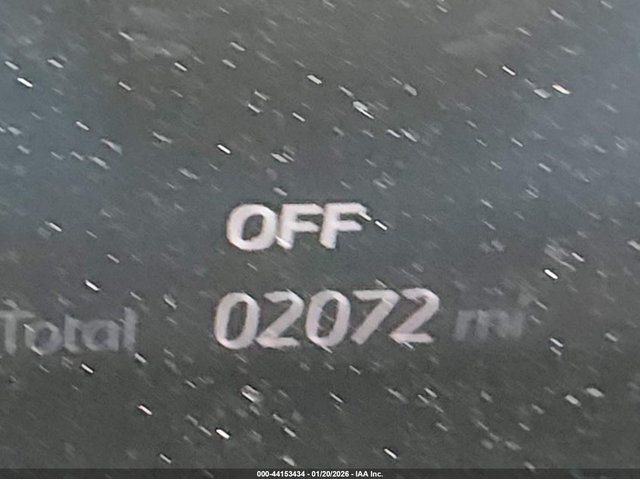 OFF
Total 02072 mi
000-44153434 - 01/20/2026 - IAA Inc.